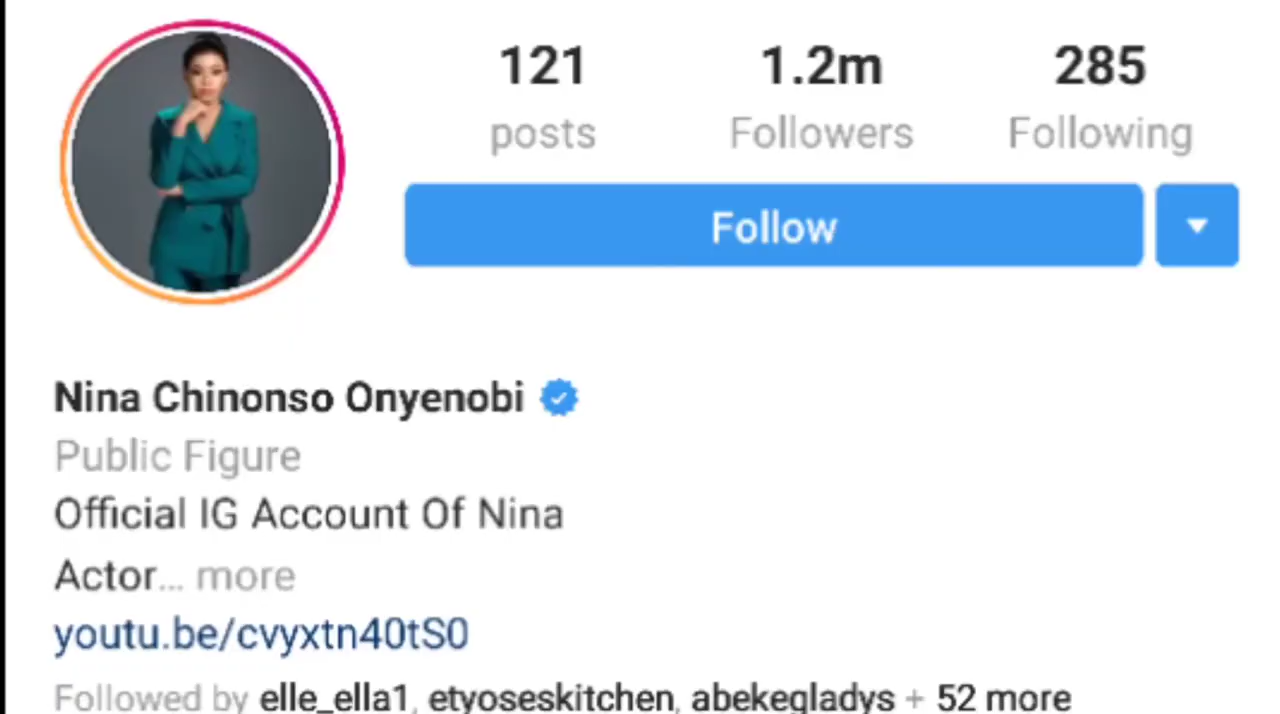 121 1.2m 285
posts Followers Following
Follow
Nina Chinonso Onyenobi
Public Figure
Official IG Account Of Nina
Actor... more
youtu.be/cvyxtn40tS0
Followed by elle_ella1, etyoseskitchen, abekegladys + 52 more